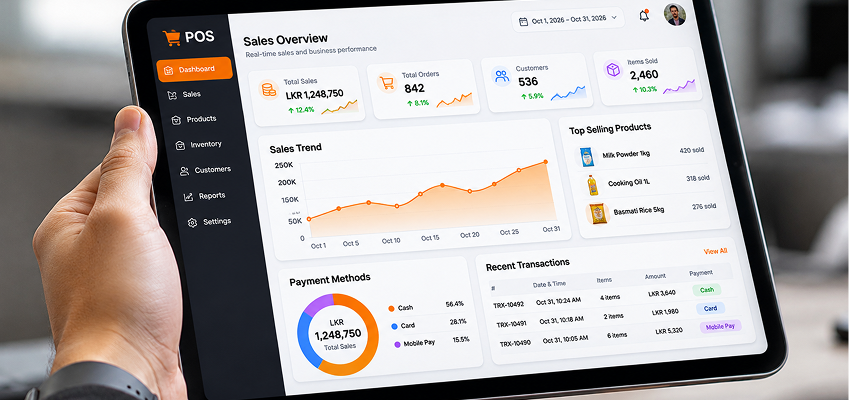 POS
Dashboard
Sales
Products
Inventory
Customers
Reports
Settings
Sales Overview
Real-time sales and business performance
Oct 1, 2026 – Oct 31, 2026
Total Sales
LKR 1,248,750
↑ 12.4%
Total Orders
842
↑ 8.1%
Customers
536
↑ 5.9%
Items Sold
2,460
↑ 10.3%
Sales Trend
250K
200K
150K
50K
0
Oct 1
Oct 5
Oct 10
Oct 15
Oct 20
Oct 25
Oct 31
Top Selling Products
Milk Powder 1kg 420 sold
Cooking Oil 1L 318 sold
Basmati Rice 5kg 276 sold
Payment Methods
LKR
1,248,750
Total Sales
Cash 56.4%
Card 28.1%
Mobile Pay 15.5%
Recent Transactions
View All
# Date & Time Items Amount Payment
TRX-10492 Oct 31, 10:24 AM 4 items LKR 3,640 Cash
TRX-10491 Oct 31, 10:18 AM 2 items LKR 1,980 Card
TRX-10490 Oct 31, 10:05 AM 6 items LKR 5,320 Mobile Pay